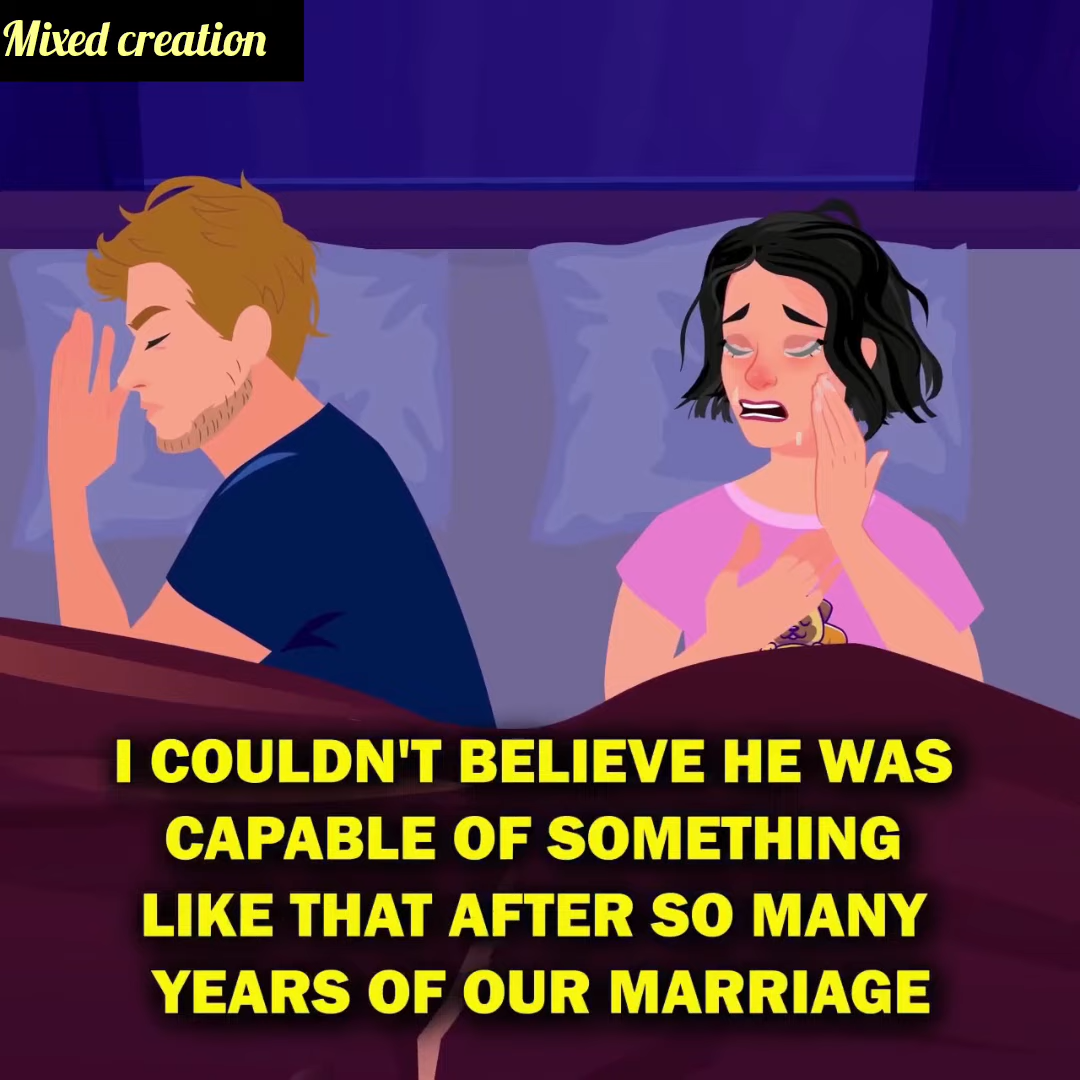 Mixed creation
I COULDN'T BELIEVE HE WAS
CAPABLE OF SOMETHING
LIKE THAT AFTER SO MANY
YEARS OF OUR MARRIAGE